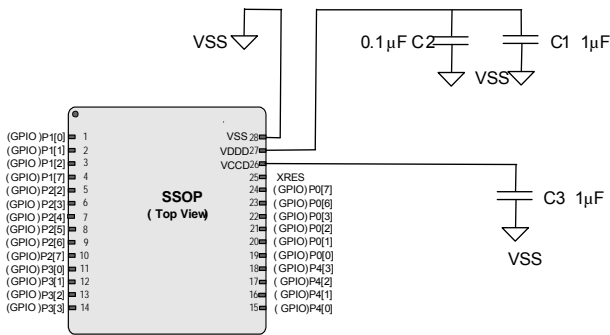 VSS
0.1µF C2
C1 1µF
VSS
(GPIO)P1[0] 1
(GPIO)P1[1] 2
(GPIO)P1[2] 3
(GPIO)P1[7] 4
(GPIO)P2[2] 5
(GPIO)P2[3] 6
(GPIO)P2[4] 7
(GPIO)P2[5] 8
(GPIO)P2[6] 9
(GPIO)P2[7] 10
(GPIO)P3[0] 11
(GPIO)P3[1] 12
(GPIO)P3[2] 13
(GPIO)P3[3] 14
SSOP
(Top View)
VSS 28
VDDD 27
VCCD 26
25 XRES
24 (GPIO)P0[7]
23 (GPIO)P0[6]
22 (GPIO)P0[3]
21 (GPIO)P0[2]
20 (GPIO)P0[1]
19 (GPIO)P0[0]
18 (GPIO)P4[3]
17 (GPIO)P4[2]
16 (GPIO)P4[1]
15 (GPIO)P4[0]
C3 1µF
VSS